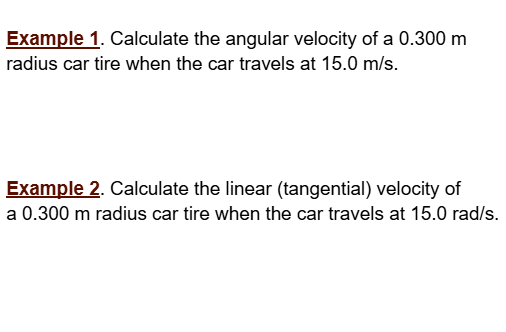 Example 1. Calculate the angular velocity of a 0.300 m
radius car tire when the car travels at 15.0 m/s.
Example 2. Calculate the linear (tangential) velocity of
a 0.300 m radius car tire when the car travels at 15.0 rad/s.